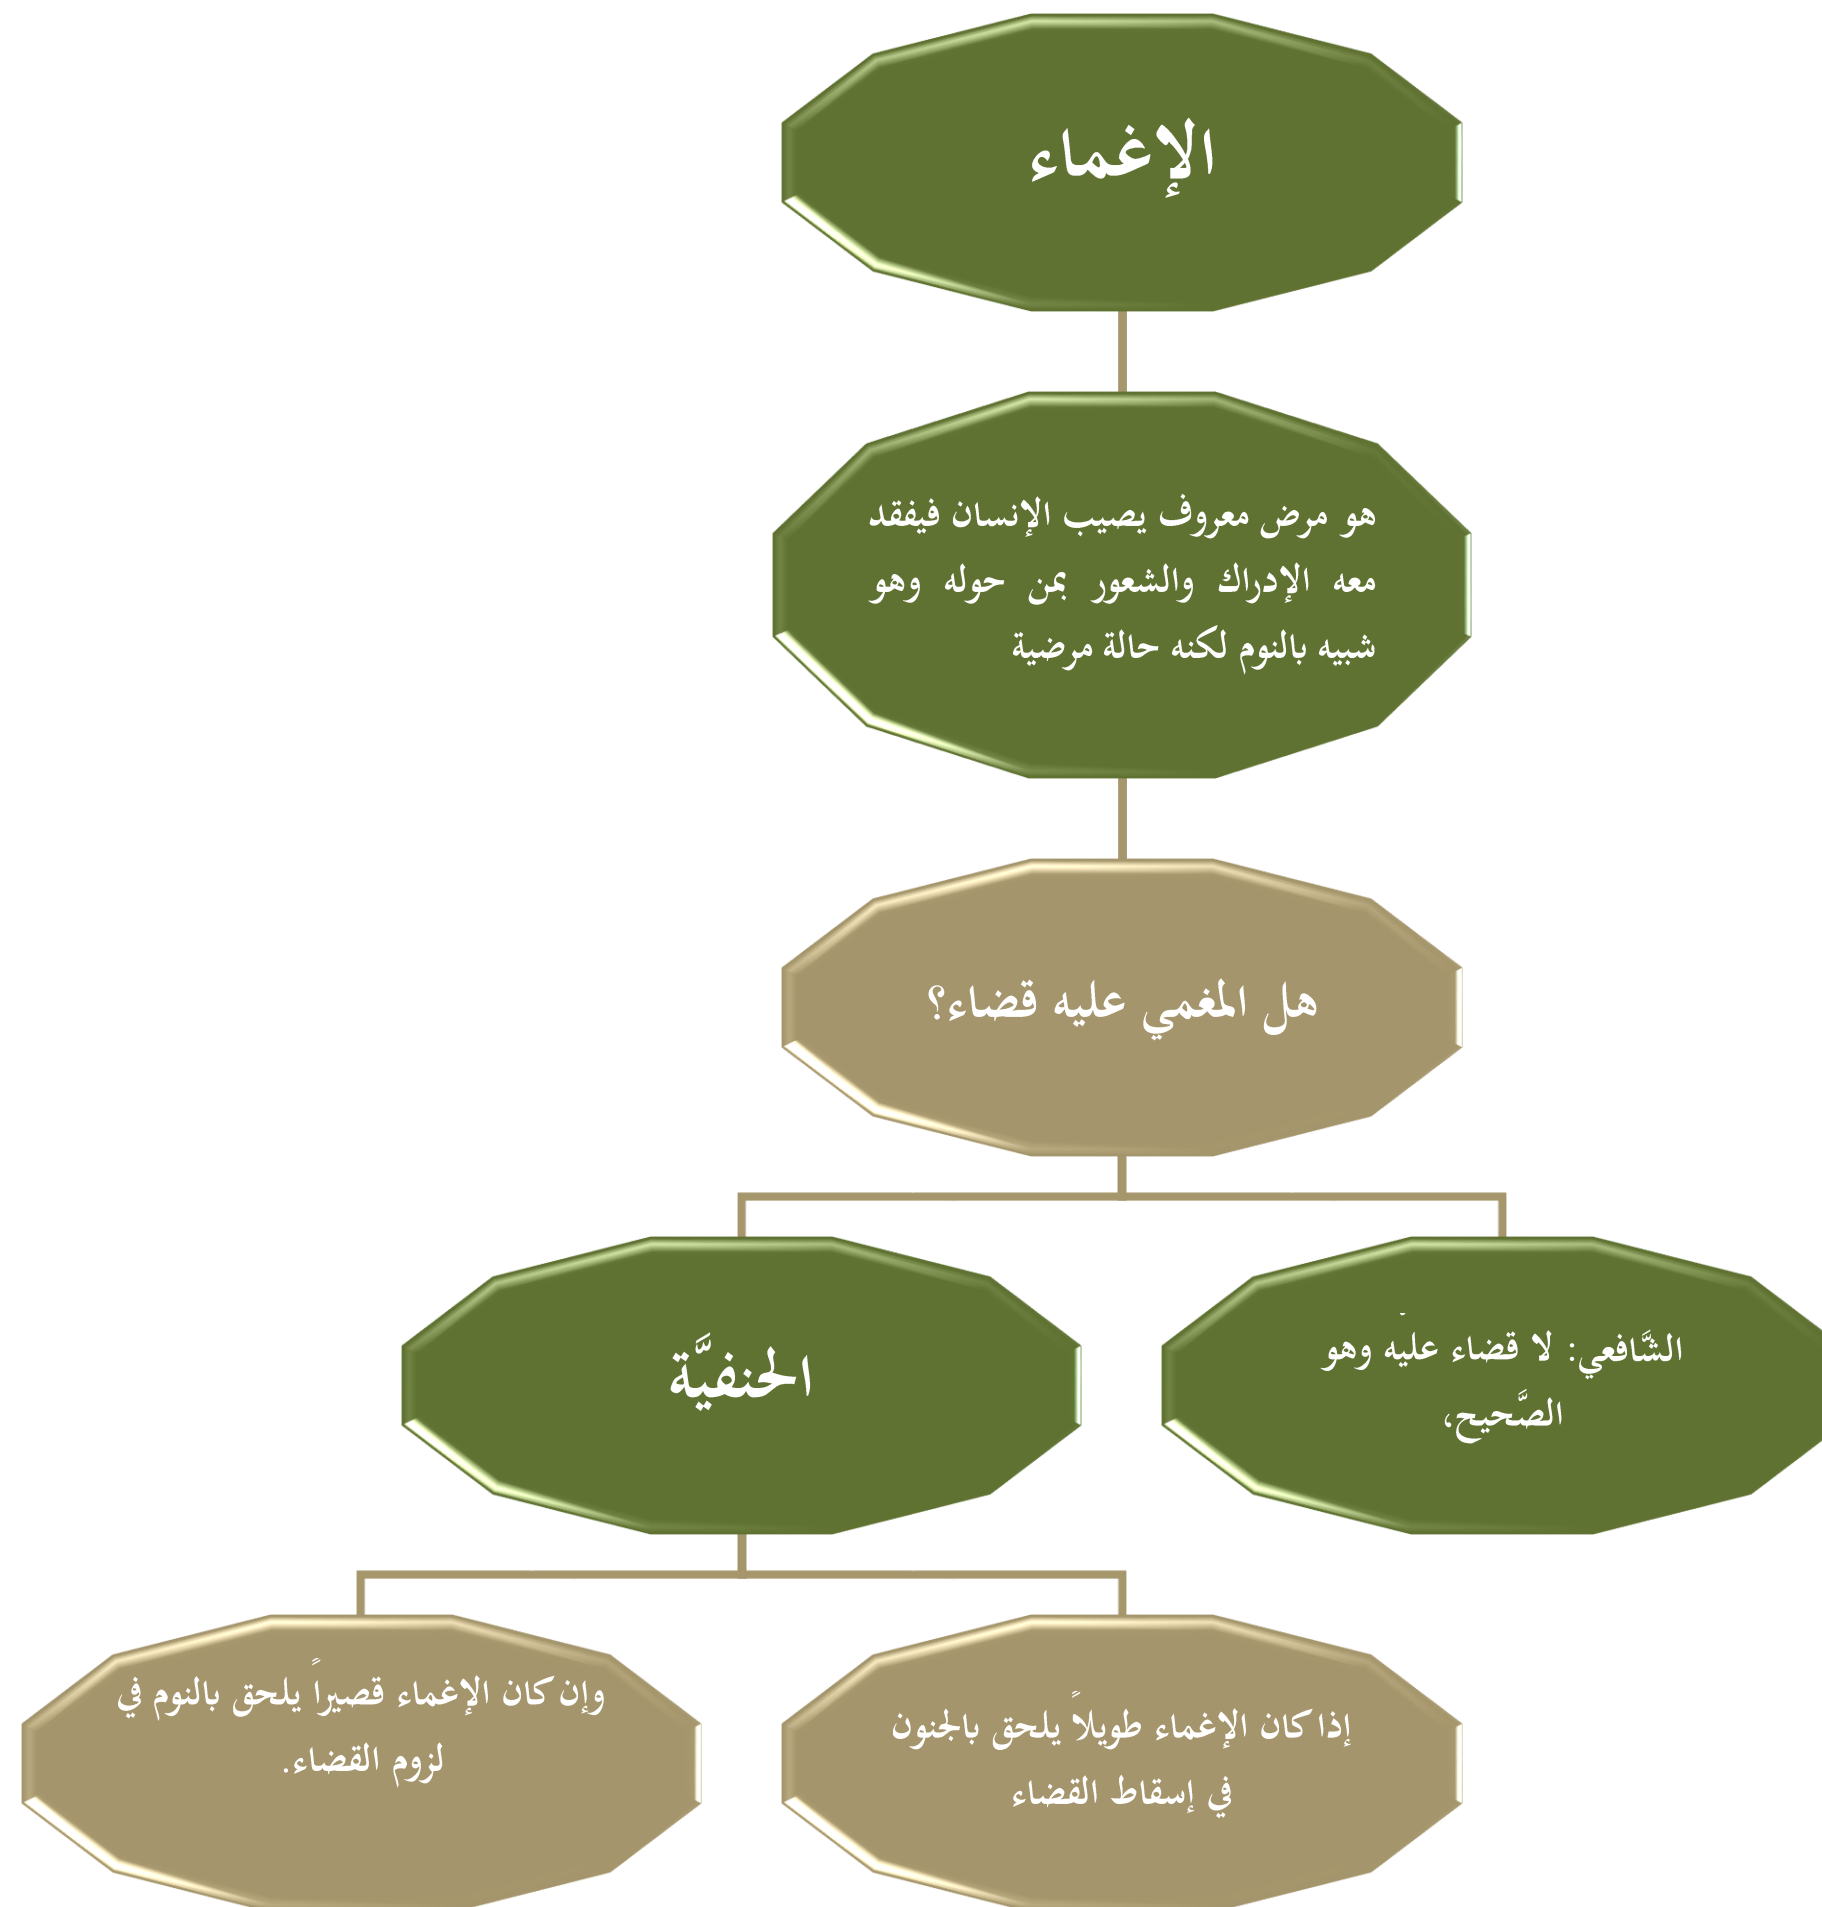 الإغماء
هو مرض معروف يصيب الإنسان فيفقد
معه الإدراك والشعور بمن حوله وهو
شبيه بالنوم لكنه حالة مرضية
هل المغمي عليه قضاء؟
الشَّافعي: لا قضاء عليْه وهو
الصَّحيح،
الحنفيَّة
إذا كان الإغماء طويلاً يلحق بالجنون
في إسقاط القضاء
وإن كان الإغماء قصيراً يلحق بالنوم في
لزوم القضاء.